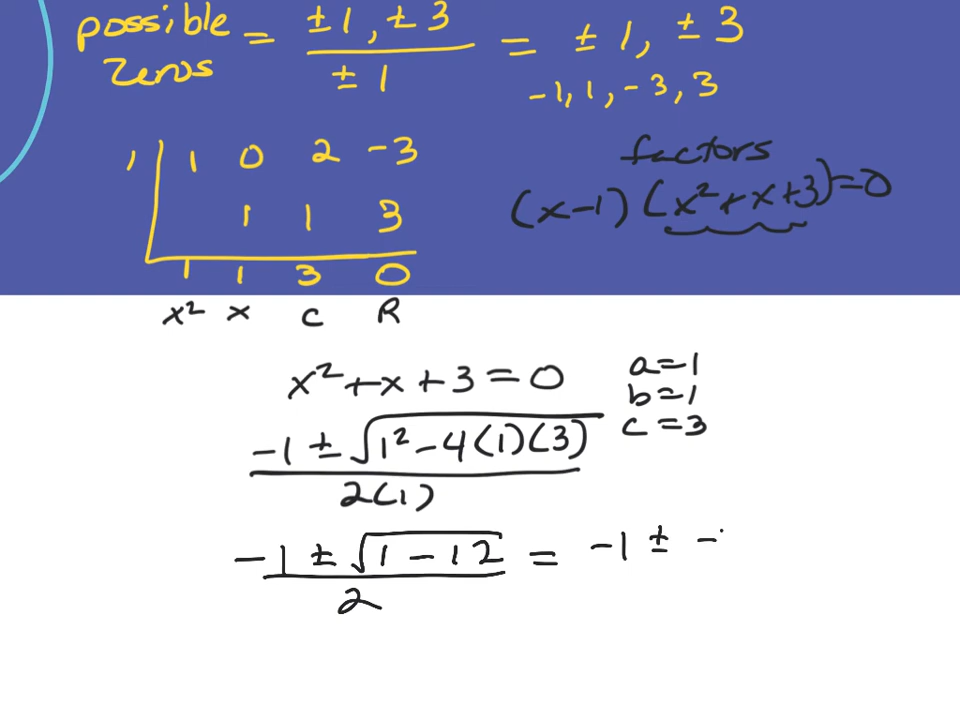 possible zeros = ±1, ±3 / ±1 = ±1, ±3
-1, 1, -3, 3
1 | 1 0 2 -3
1 1 3
1 1 3 0
x² x c R
factors
(x-1)(x²+x+3)=0
x²+x+3=0
a=1
b=1
c=3
-1 ± √(1²-4(1)(3)) / 2(1)
-1 ± √(1-12) / 2 = -1 ± -